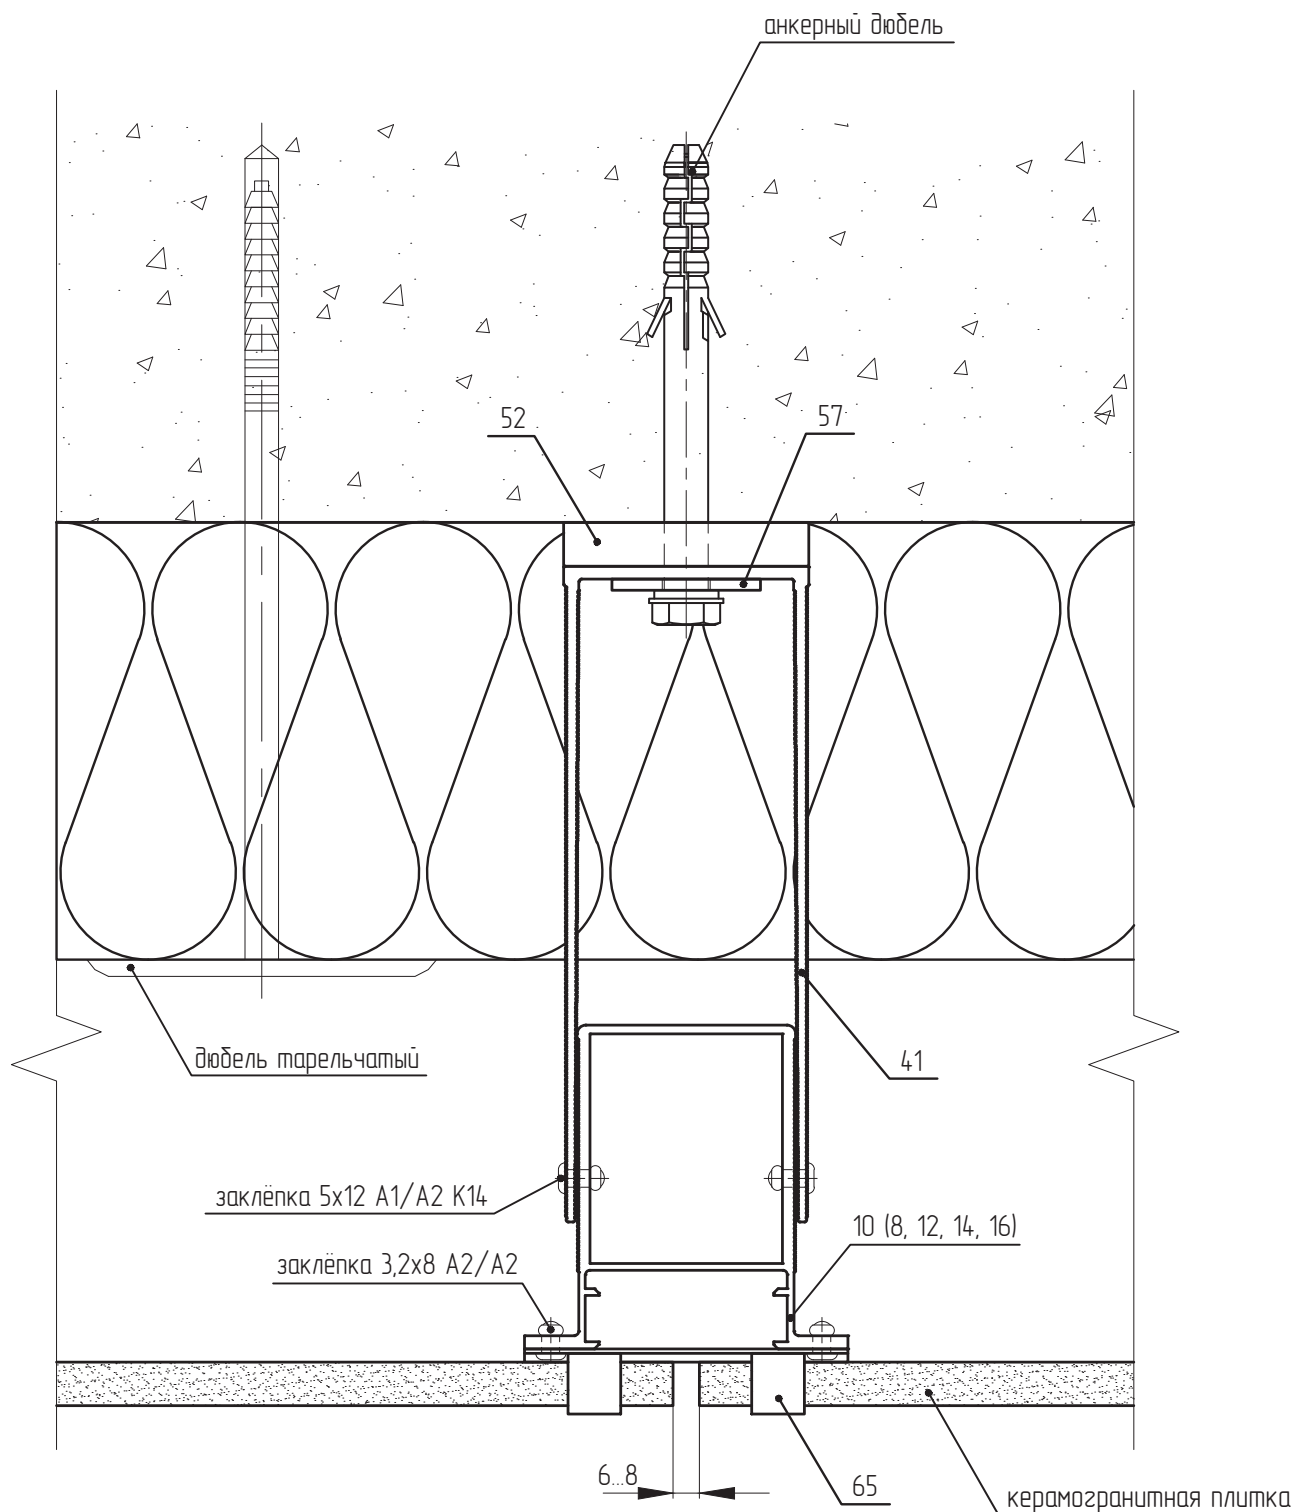 анкерный дюбель
52
57
дюбель тарельчатый
41
заклёпка 5х12 А1/А2 К14
10 (8, 12, 14, 16)
заклёпка 3,2х8 А2/А2
6...8
65
керамогранитная плитка